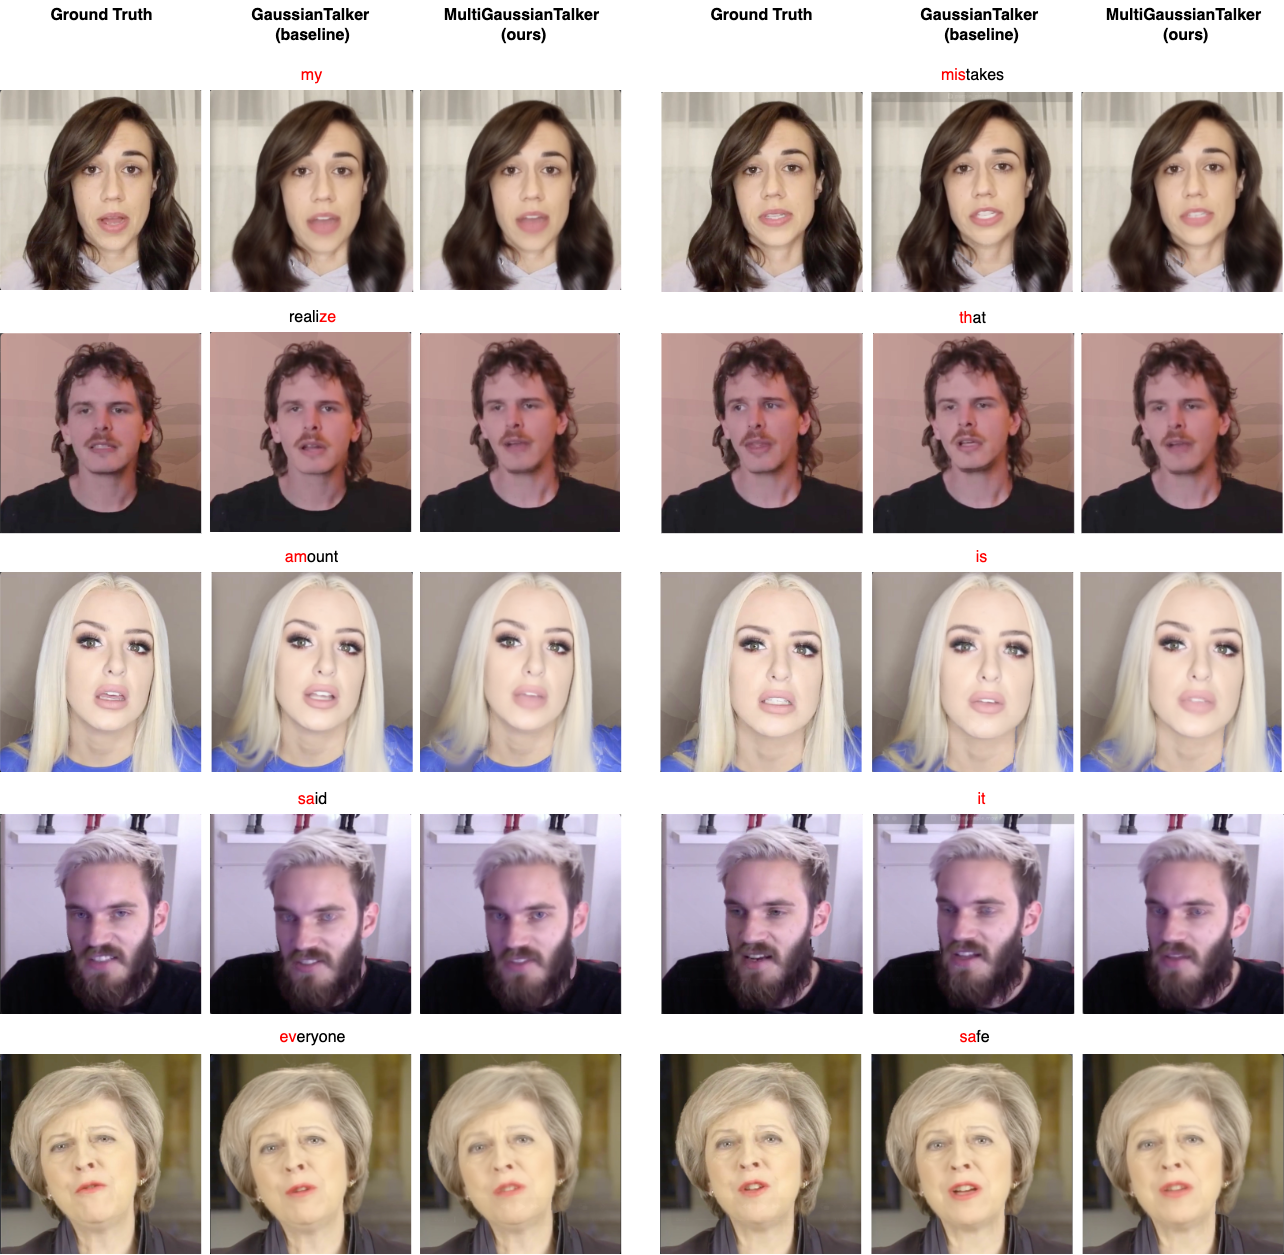 Ground Truth
GaussianTalker
(baseline)
MultiGaussianTalker
(ours)
Ground Truth
GaussianTalker
(baseline)
MultiGaussianTalker
(ours)
my
mistakes
realize
that
amount
is
said
it
everyone
safe